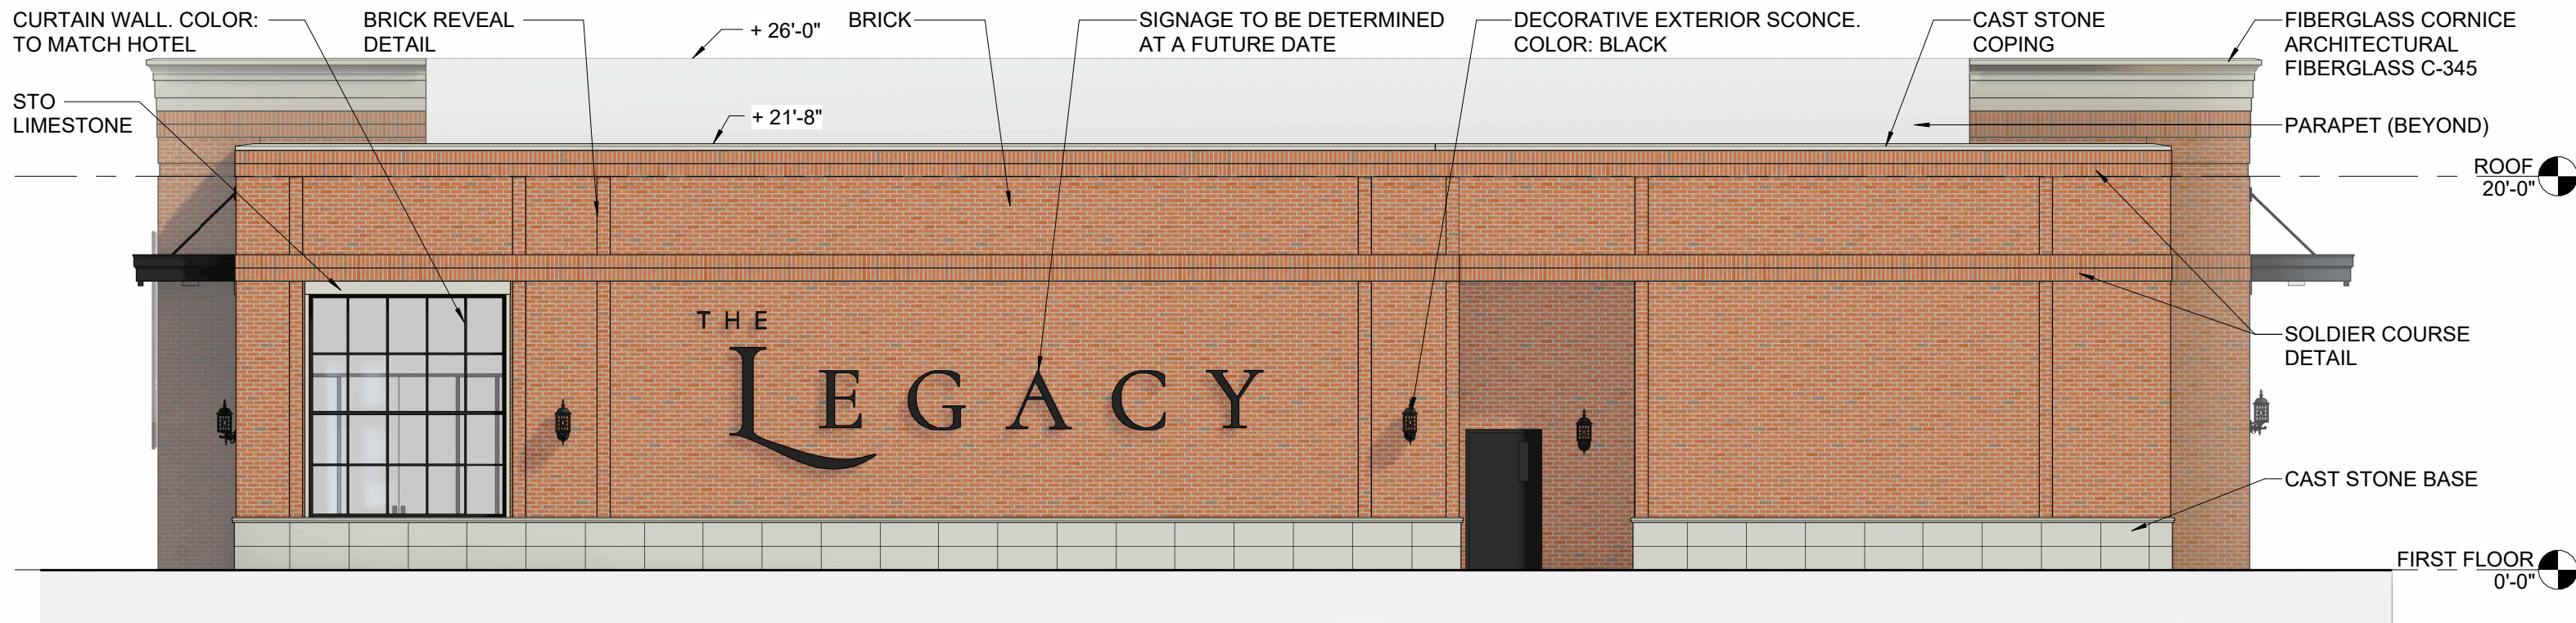 CURTAIN WALL. COLOR:
TO MATCH HOTEL
BRICK REVEAL
DETAIL
+ 26'-0"
BRICK
SIGNAGE TO BE DETERMINED
AT A FUTURE DATE
DECORATIVE EXTERIOR SCONCE.
COLOR: BLACK
CAST STONE
COPING
FIBERGLASS CORNICE
ARCHITECTURAL
FIBERGLASS C-345
STO
LIMESTONE
+ 21'-8"
PARAPET (BEYOND)
ROOF
20'-0"
THE
LEGACY
SOLDIER COURSE
DETAIL
CAST STONE BASE
FIRST FLOOR
0'-0"